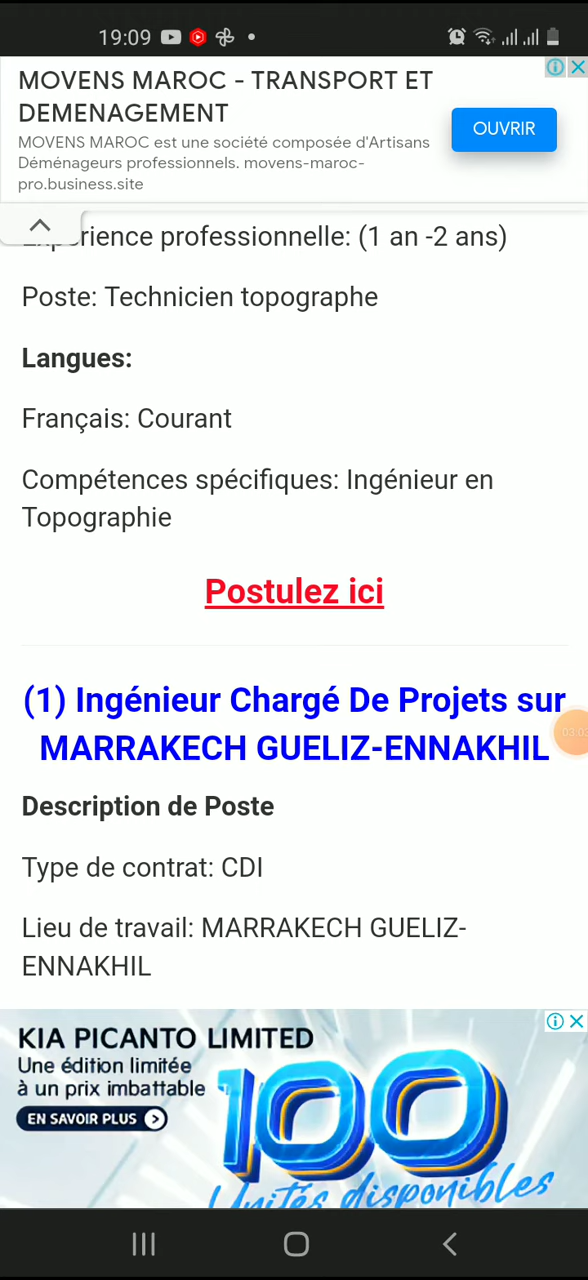 19:09
MOVENS MAROC - TRANSPORT ET
DEMENAGEMENT
MOVENS MAROC est une société composée d'Artisans
Déménageurs professionnels. movens-maroc-
pro.business.site
OUVRIR
rience professionnelle: (1 an -2 ans)
Poste: Technicien topographe
Langues:
Français: Courant
Compétences spécifiques: Ingénieur en
Topographie
Postulez ici
(1) Ingénieur Chargé De Projets sur
MARRAKECH GUELIZ-ENNAKHIL
03:03
Description de Poste
Type de contrat: CDI
Lieu de travail: MARRAKECH GUELIZ-
ENNAKHIL
KIA PICANTO LIMITED
Une édition limitée
à un prix imbattable
EN SAVOIR PLUS
100
Unités disponibles